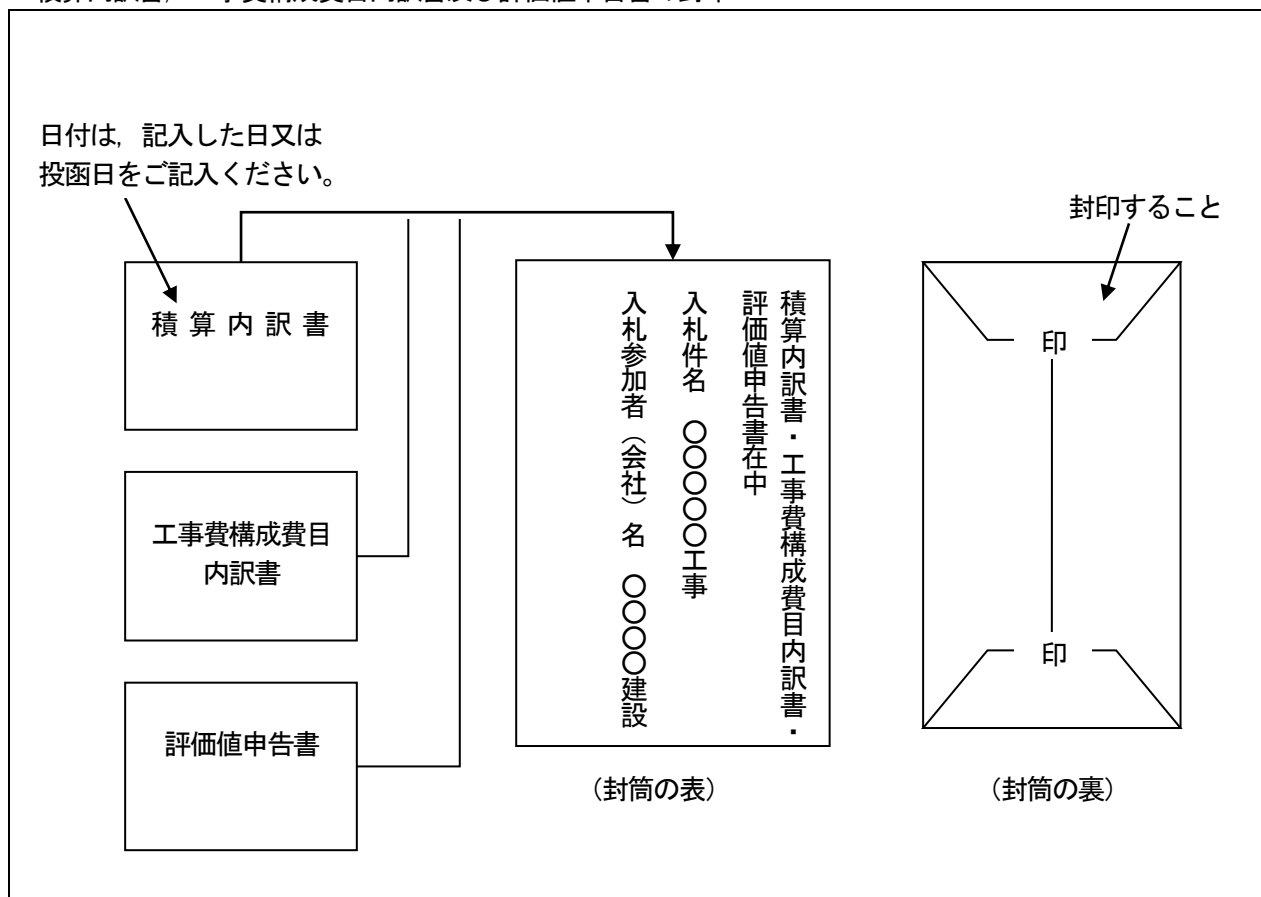 日付は，記入した日又は
投函日をご記入ください。
封印すること
積算内訳書
工事費構成費目
内訳書
評価値申告書
積算内訳書・工事費構成費目内訳書・
評価値申告書在中
入札件名　〇〇〇〇〇工事
入札参加者（会社）名　〇〇〇〇建設
（封筒の表）
印
印
（封筒の裏）